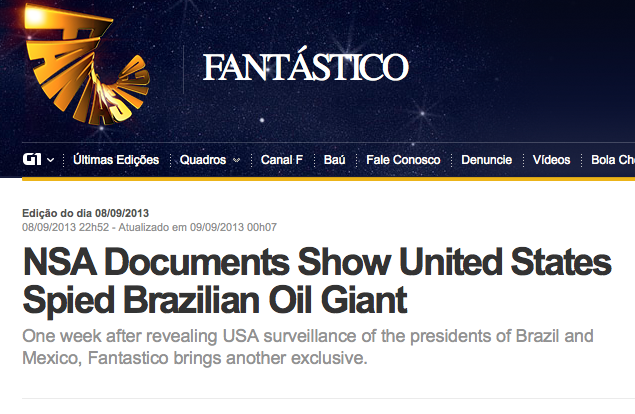 FANTÁSTICO
FANTÁSTICO
G1 Últimas Edições Quadros Canal F Baú Fale Conosco Denuncie Vídeos Bola
Edição do dia 08/09/2013
08/09/2013 22h52 - Atualizado em 09/09/2013 00h07
NSA Documents Show United States
Spied Brazilian Oil Giant
One week after revealing USA surveillance of the presidents of Brazil and
Mexico, Fantastico brings another exclusive.